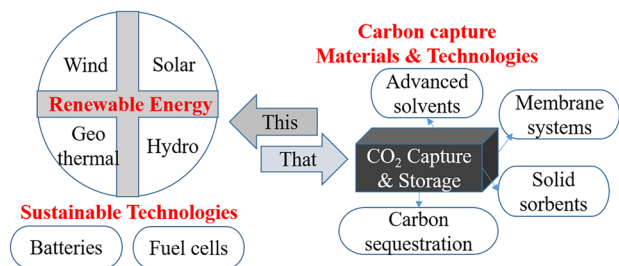 Wind
Solar
Renewable Energy
Geo
thermal
Hydro
Sustainable Technologies
Batteries
Fuel cells
This
That
Carbon capture
Materials & Technologies
Advanced
solvents
Membrane
systems
CO₂ Capture
& Storage
Solid
sorbents
Carbon
sequestration